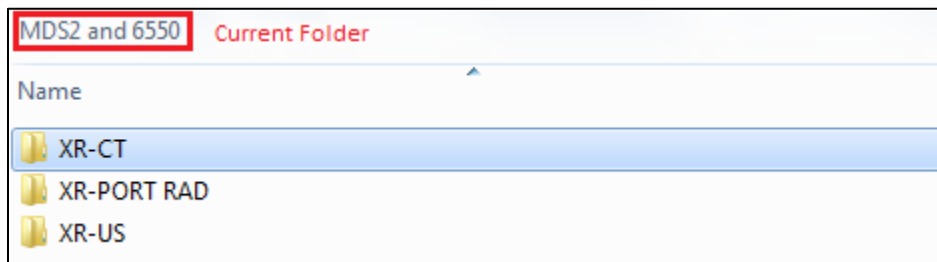 MDS2 and 6550 Current Folder
Name
XR-CT
XR-PORT RAD
XR-US